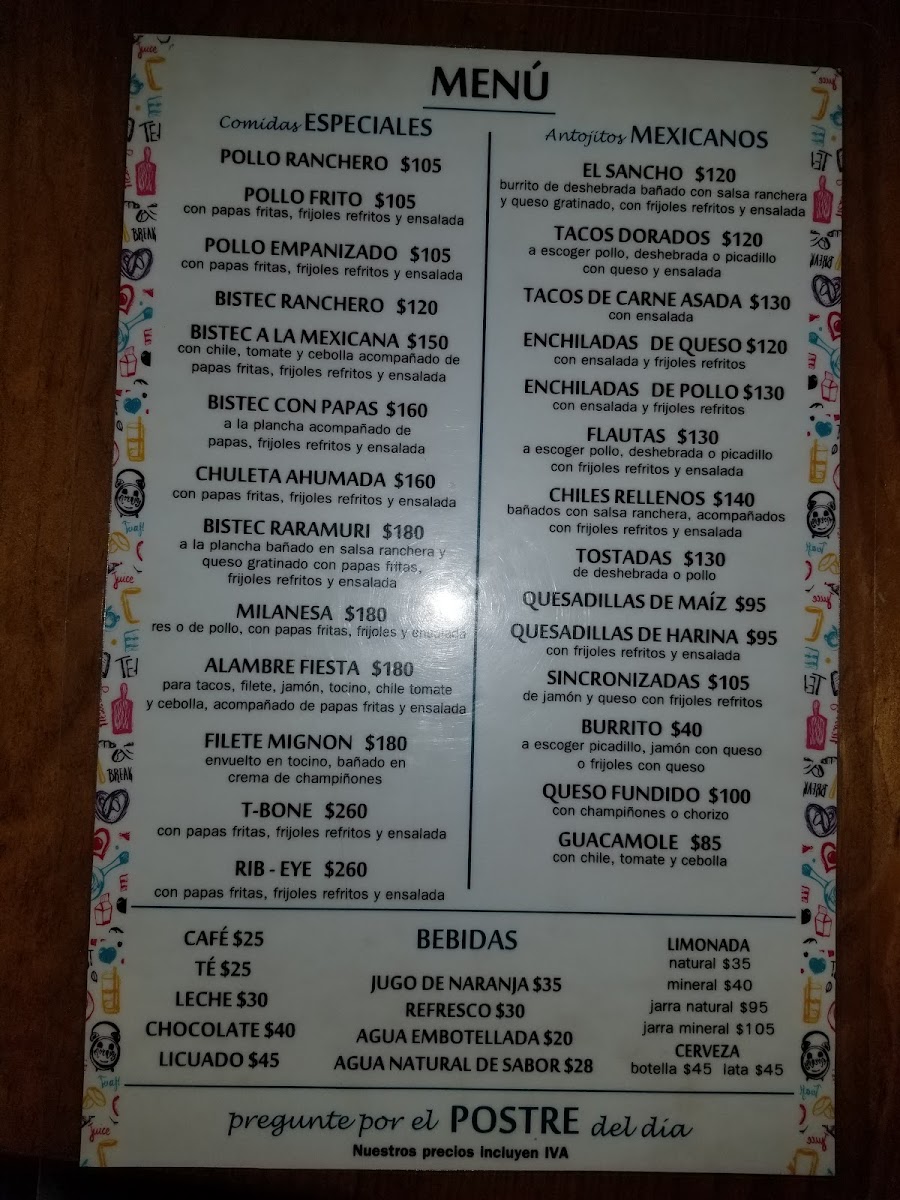 MENÚ
Comidas ESPECIALES
POLLO RANCHERO $105
POLLO FRITO $105
con papas fritas, frijoles refritos y ensalada
POLLO EMPANIZADO $105
con papas fritas, frijoles refritos y ensalada
BISTEC RANCHERO $120
BISTEC A LA MEXICANA $150
con chile, tomate y cebolla acompañado de
papas fritas, frijoles refritos y ensalada
BISTEC CON PAPAS $160
a la plancha acompañado de
papas, frijoles refritos y ensalada
CHULETA AHUMADA $160
con papas fritas, frijoles refritos y ensalada
BISTEC RARAMURI $180
a la plancha bañado en salsa ranchera y
queso gratinado con papas fritas,
frijoles refritos y ensalada
MILANESA $180
res o de pollo, con papas fritas, frijoles y ensalada
ALAMBRE FIESTA $180
para tacos, filete, jamón, tocino, chile tomate
y cebolla, acompañado de papas fritas y ensalada
FILETE MIGNON $180
envuelto en tocino, bañado en
crema de champiñones
T-BONE $260
con papas fritas, frijoles refritos y ensalada
RIB - EYE $260
con papas fritas, frijoles refritos y ensalada
Antojitos MEXICANOS
EL SANCHO $120
burrito de deshebrada bañado con salsa ranchera
y queso gratinado, con frijoles refritos y ensalada
TACOS DORADOS $120
a escoger pollo, deshebrada o picadillo
con queso y ensalada
TACOS DE CARNE ASADA $130
con ensalada
ENCHILADAS DE QUESO $120
con ensalada y frijoles refritos
ENCHILADAS DE POLLO $130
con ensalada y frijoles refritos
FLAUTAS $130
a escoger pollo, deshebrada o picadillo
con frijoles refritos y ensalada
CHILES RELLENOS $140
bañados con salsa ranchera, acompañados
con frijoles refritos y ensalada
TOSTADAS $130
de deshebrada o pollo
QUESADILLAS DE MAÍZ $95
QUESADILLAS DE HARINA $95
con frijoles refritos y ensalada
SINCRONIZADAS $105
de jamón y queso con frijoles refritos
BURRITO $40
a escoger picadillo, jamón con queso
o frijoles con queso
QUESO FUNDIDO $100
con champiñones o chorizo
GUACAMOLE $85
con chile, tomate y cebolla
CAFÉ $25
TÉ $25
LECHE $30
CHOCOLATE $40
LICUADO $45
BEBIDAS
JUGO DE NARANJA $35
REFRESCO $30
AGUA EMBOTELLADA $20
AGUA NATURAL DE SABOR $28
LIMONADA
natural $35
mineral $40
jarra natural $95
jarra mineral $105
CERVEZA
botella $45 lata $45
pregunte por el POSTRE del día
Nuestros precios incluyen IVA
juice
TEA
BREAK
juice
TEA
BREAK
juice